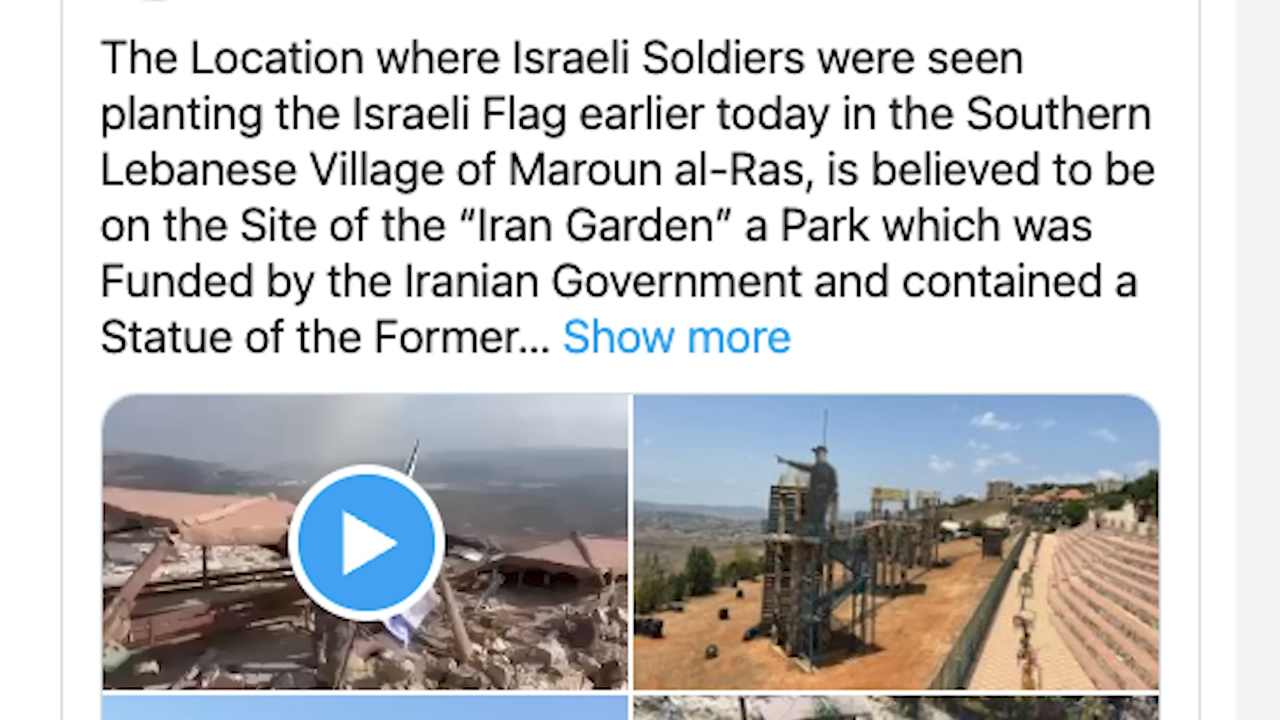 The Location where Israeli Soldiers were seen
planting the Israeli Flag earlier today in the Southern
Lebanese Village of Maroun al-Ras, is believed to be
on the Site of the “Iran Garden” a Park which was
Funded by the Iranian Government and contained a
Statue of the Former... Show more